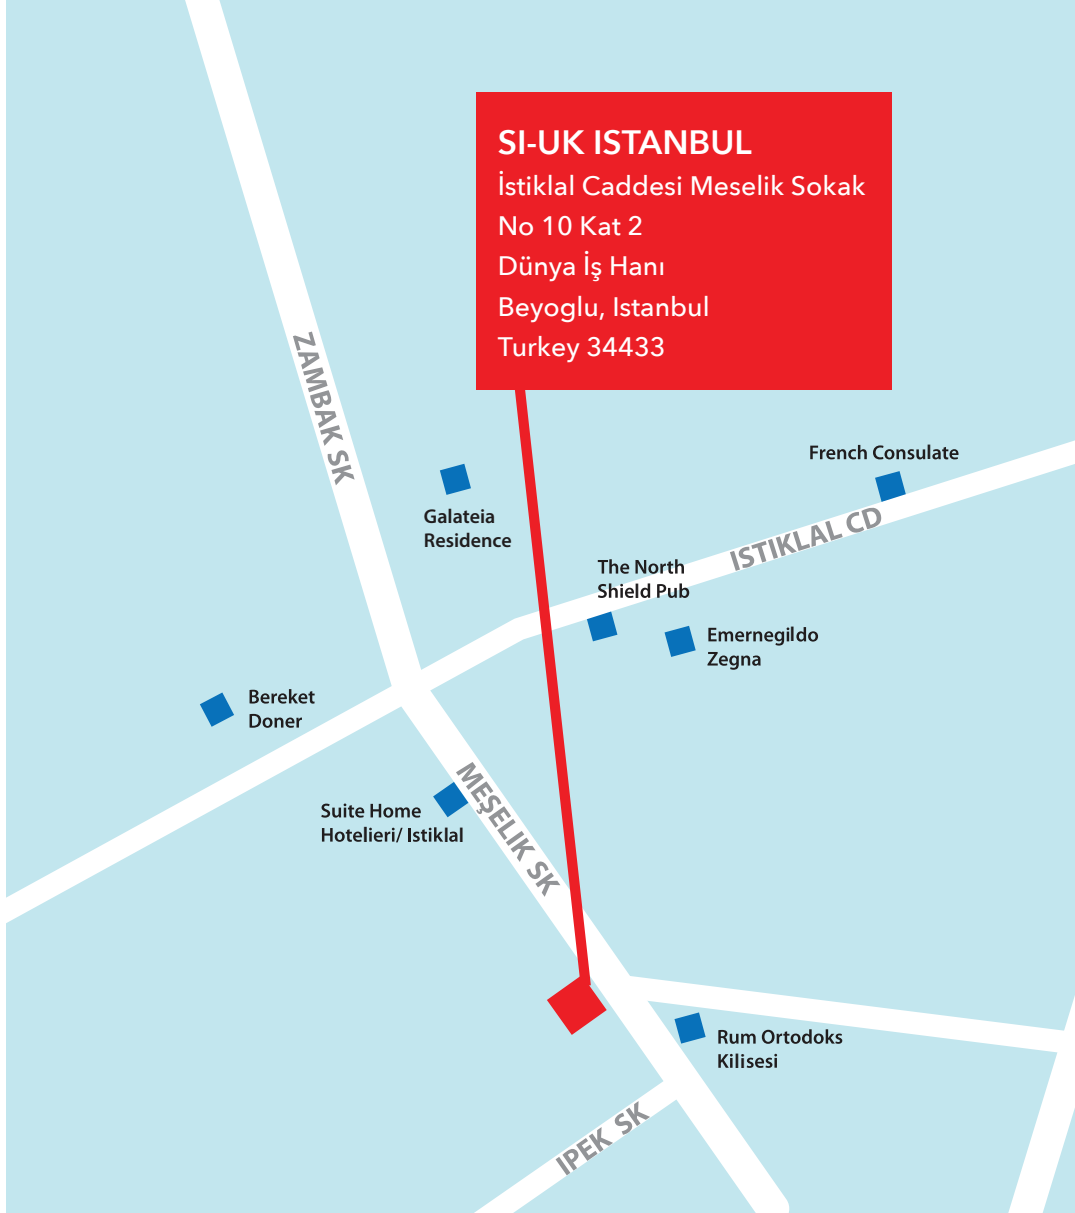 SI-UK ISTANBUL
İstiklal Caddesi Meselik Sokak
No 10 Kat 2
Dünya İş Hanı
Beyoglu, Istanbul
Turkey 34433
ZAMBAK SK
French Consulate
Galateia
Residence
ISTIKLAL CD
The North
Shield Pub
Emernegildo
Zegna
Bereket
Doner
MEŞELIK SK
Suite Home
Hotelieri/ Istiklal
Rum Ortodoks
Kilisesi
IPEK SK